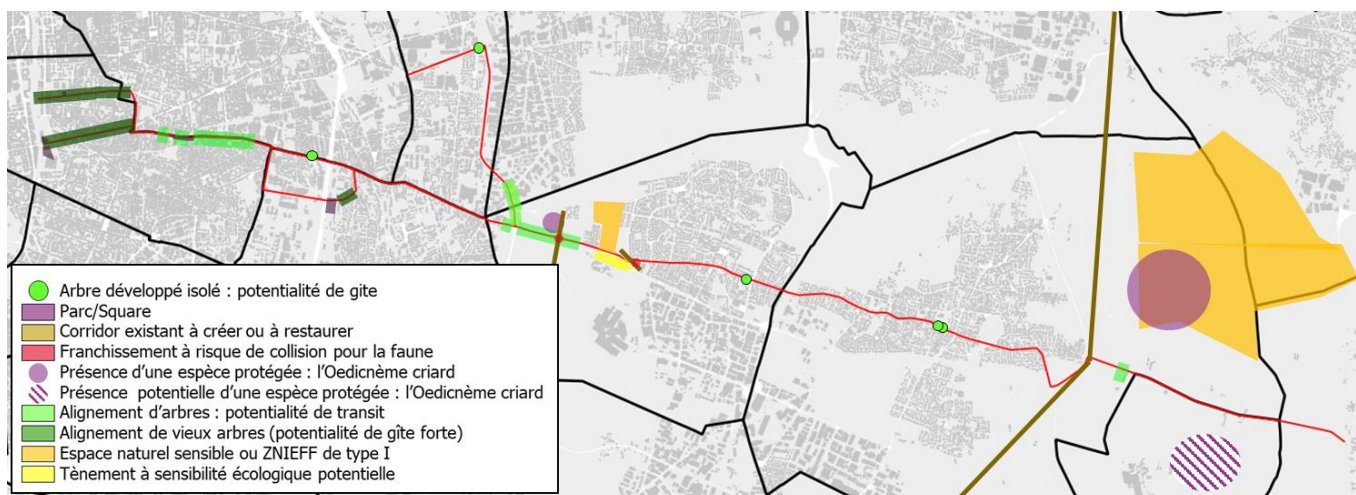 Arbre développé isolé : potentialité de gite
Parc/Square
Corridor existant à créer ou à restaurer
Franchissement à risque de collision pour la faune
Présence d'une espèce protégée : l'Oedicnème criard
Présence potentielle d'une espèce protégée : l'Oedicnème criard
Alignement d'arbres : potentialité de transit
Alignement de vieux arbres (potentialité de gîte forte)
Espace naturel sensible ou ZNIEFF de type I
Tènement à sensibilité écologique potentielle